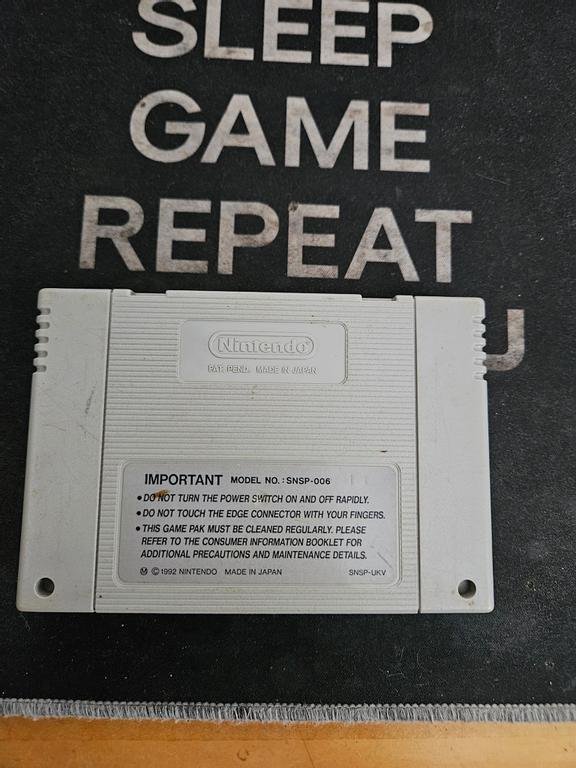 SLEEP
GAME
REPEAT
U
Nintendo
PAT. PEND. MADE IN JAPAN
IMPORTANT MODEL NO.: SNSP-006
• DO NOT TURN THE POWER SWITCH ON AND OFF RAPIDLY.
• DO NOT TOUCH THE EDGE CONNECTOR WITH YOUR FINGERS.
• THIS GAME PAK MUST BE CLEANED REGULARLY. PLEASE
REFER TO THE CONSUMER INFORMATION BOOKLET FOR
ADDITIONAL PRECAUTIONS AND MAINTENANCE DETAILS.
Ⓜ © 1992 NINTENDO MADE IN JAPAN SNSP-UKV